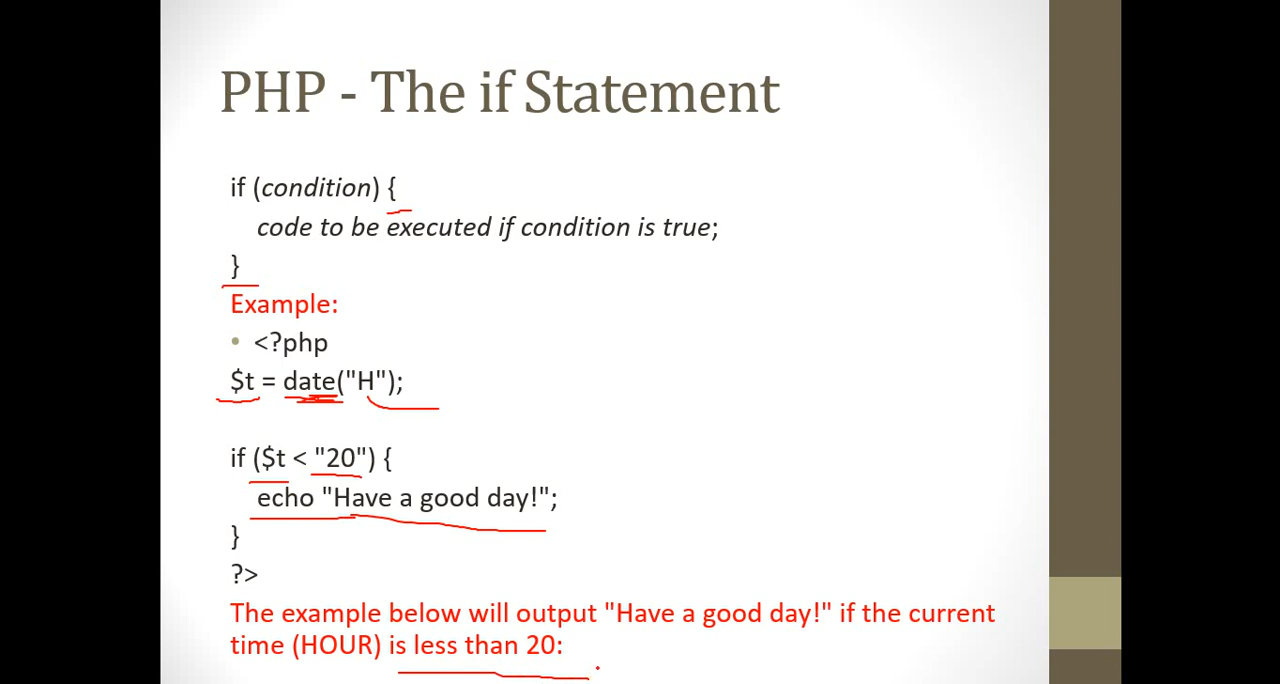 PHP - The if Statement
if (condition) {
code to be executed if condition is true;
}
Example:
• <?php
$t = date("H");
if ($t < "20") {
echo "Have a good day!";
}
?>
The example below will output "Have a good day!" if the current
time (HOUR) is less than 20: